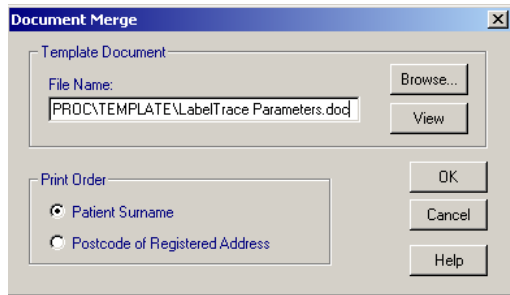 Document Merge
Template Document
File Name:
PROC\TEMPLATE\LabelTrace Parameters.doc
Browse...
View
Print Order
Patient Surname
Postcode of Registered Address
OK
Cancel
Help